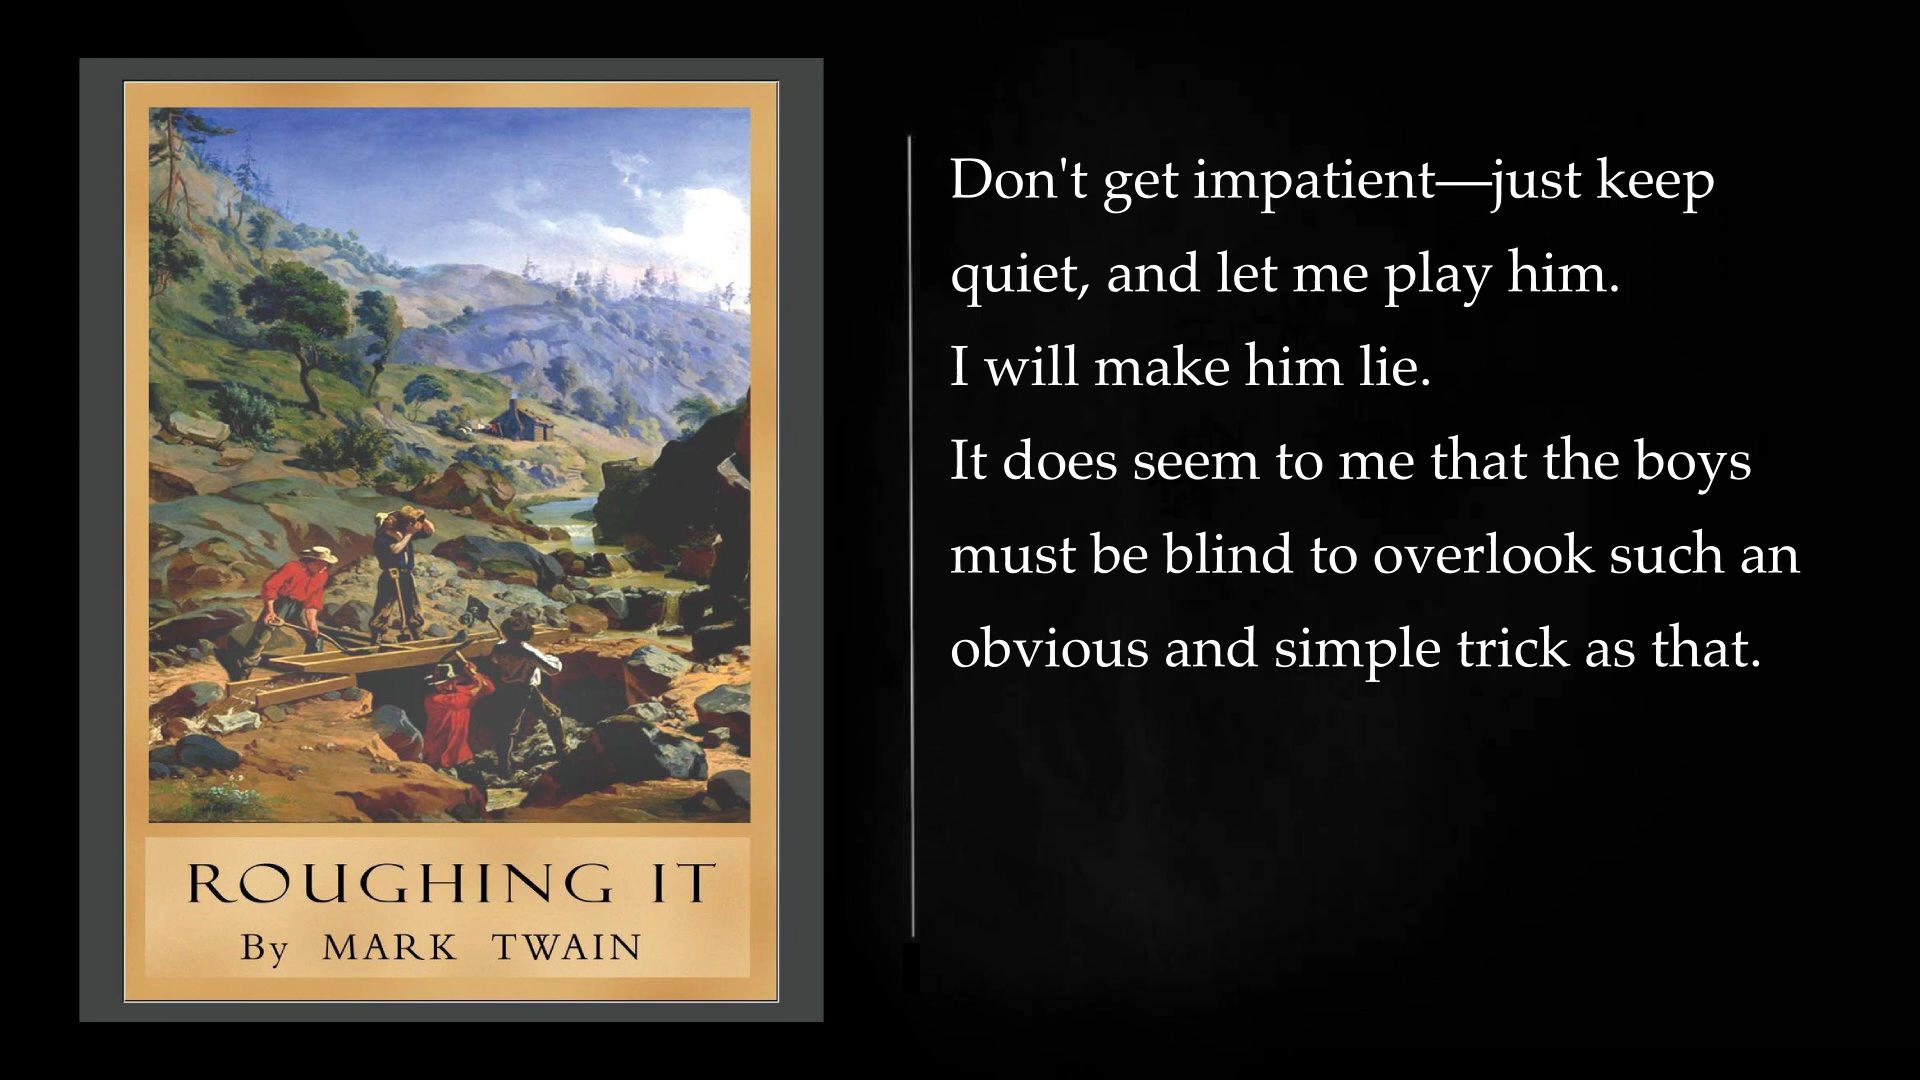 ROUGHING IT
By MARK TWAIN
Don't get impatient—just keep
quiet, and let me play him.
I will make him lie.
It does seem to me that the boys
must be blind to overlook such an
obvious and simple trick as that.